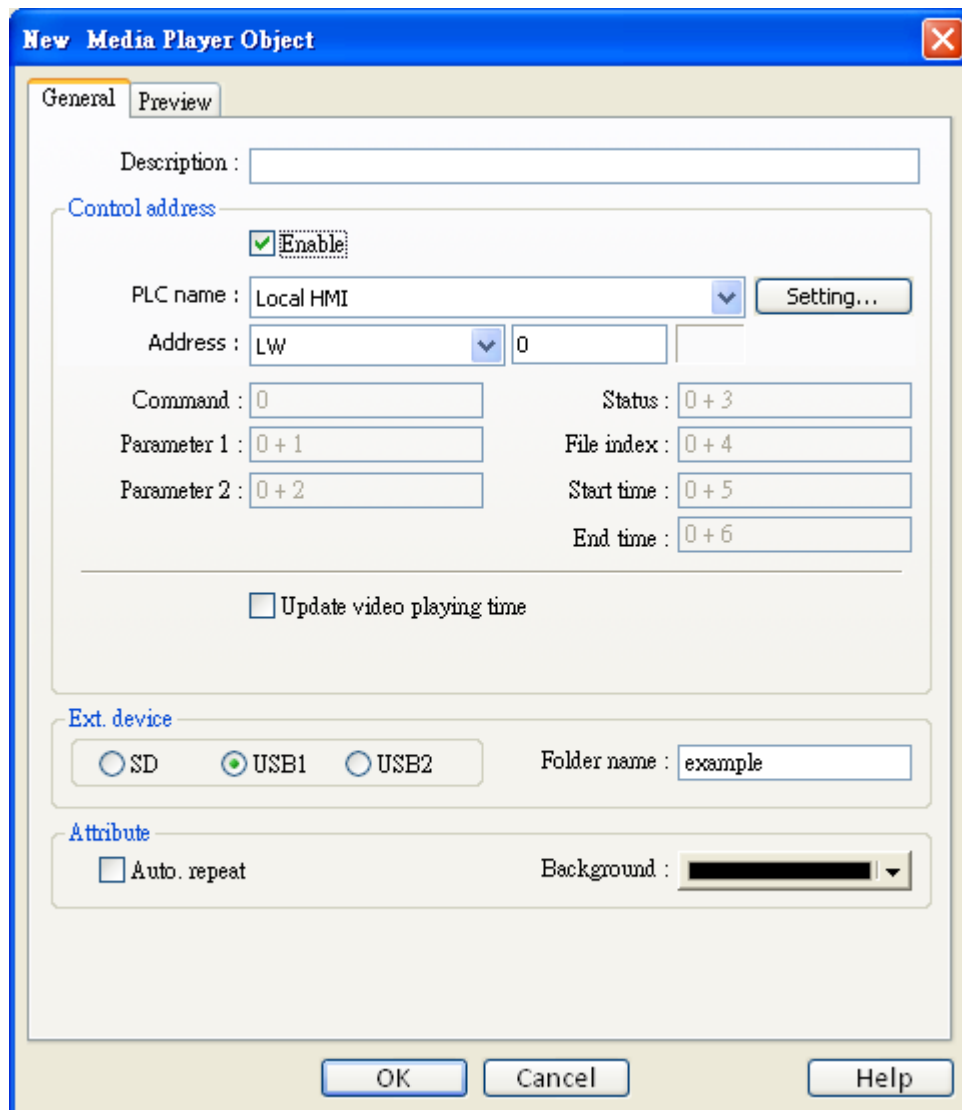 New Media Player Object
General Preview
Description :
Control address
Enable
PLC name : Local HMI Setting...
Address : LW 0
Command : 0 Status : 0 + 3
Parameter 1 : 0 + 1 File index : 0 + 4
Parameter 2 : 0 + 2 Start time : 0 + 5
End time : 0 + 6
Update video playing time
Ext. device
SD USB1 USB2 Folder name : example
Attribute
Auto. repeat Background :
OK Cancel Help